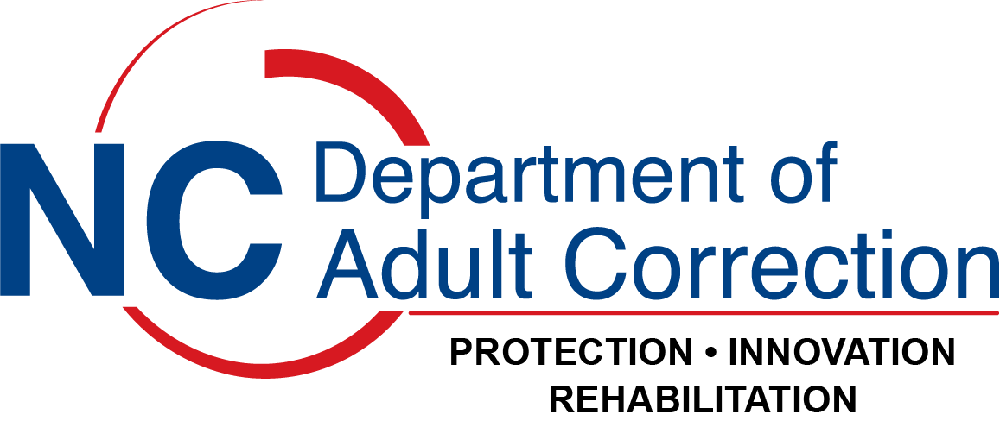 NC Department of
Adult Correction
PROTECTION • INNOVATION
REHABILITATION